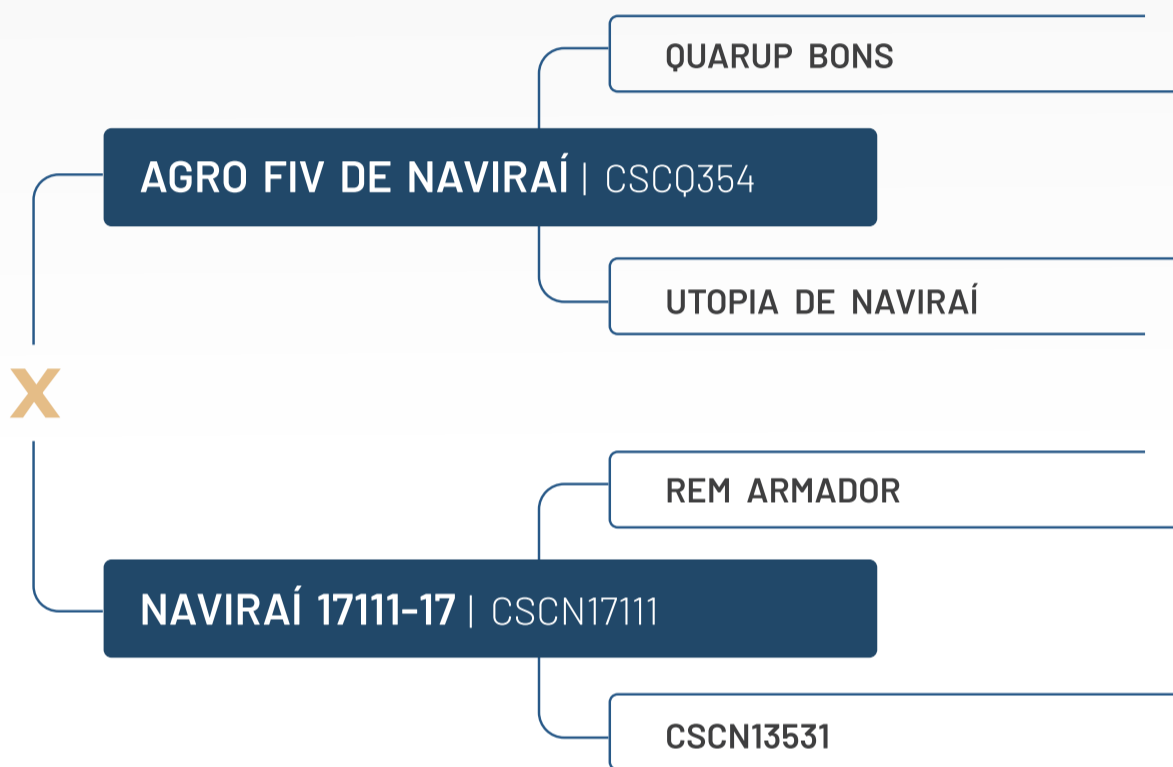 QUARUP BONS
AGRO FIV DE NAVIRAÍ | CSCQ354
UTOPIA DE NAVIRAÍ
X
REM ARMADOR
NAVIRAÍ 17111-17 | CSCN17111
CSCN13531